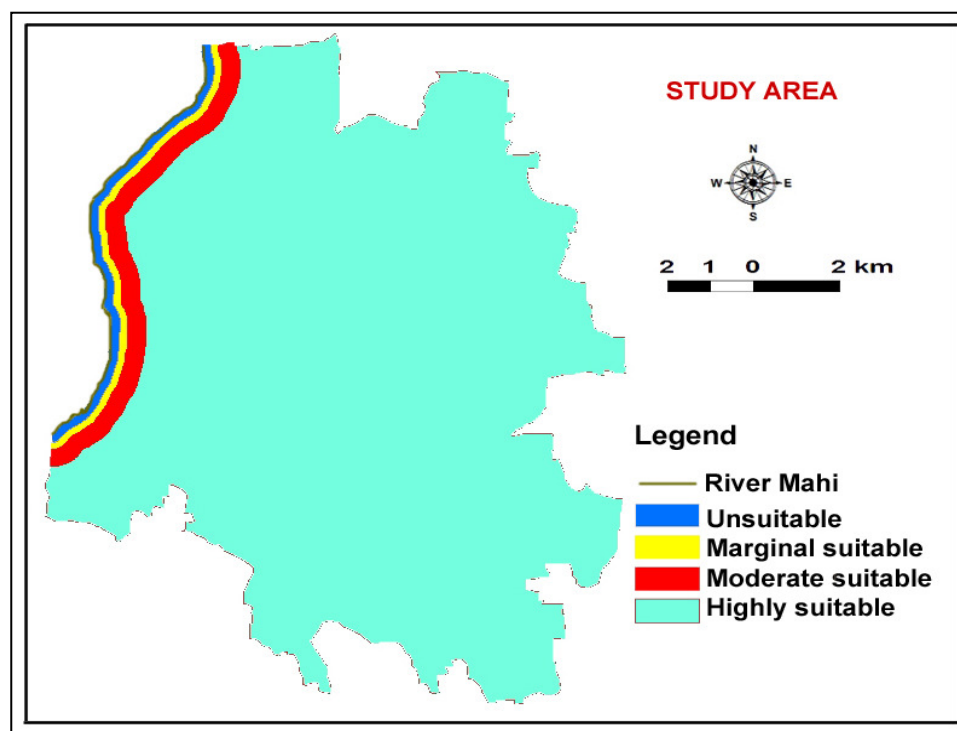 STUDY AREA
N
W E
S
2 1 0 2 km
Legend
River Mahi
Unsuitable
Marginal suitable
Moderate suitable
Highly suitable